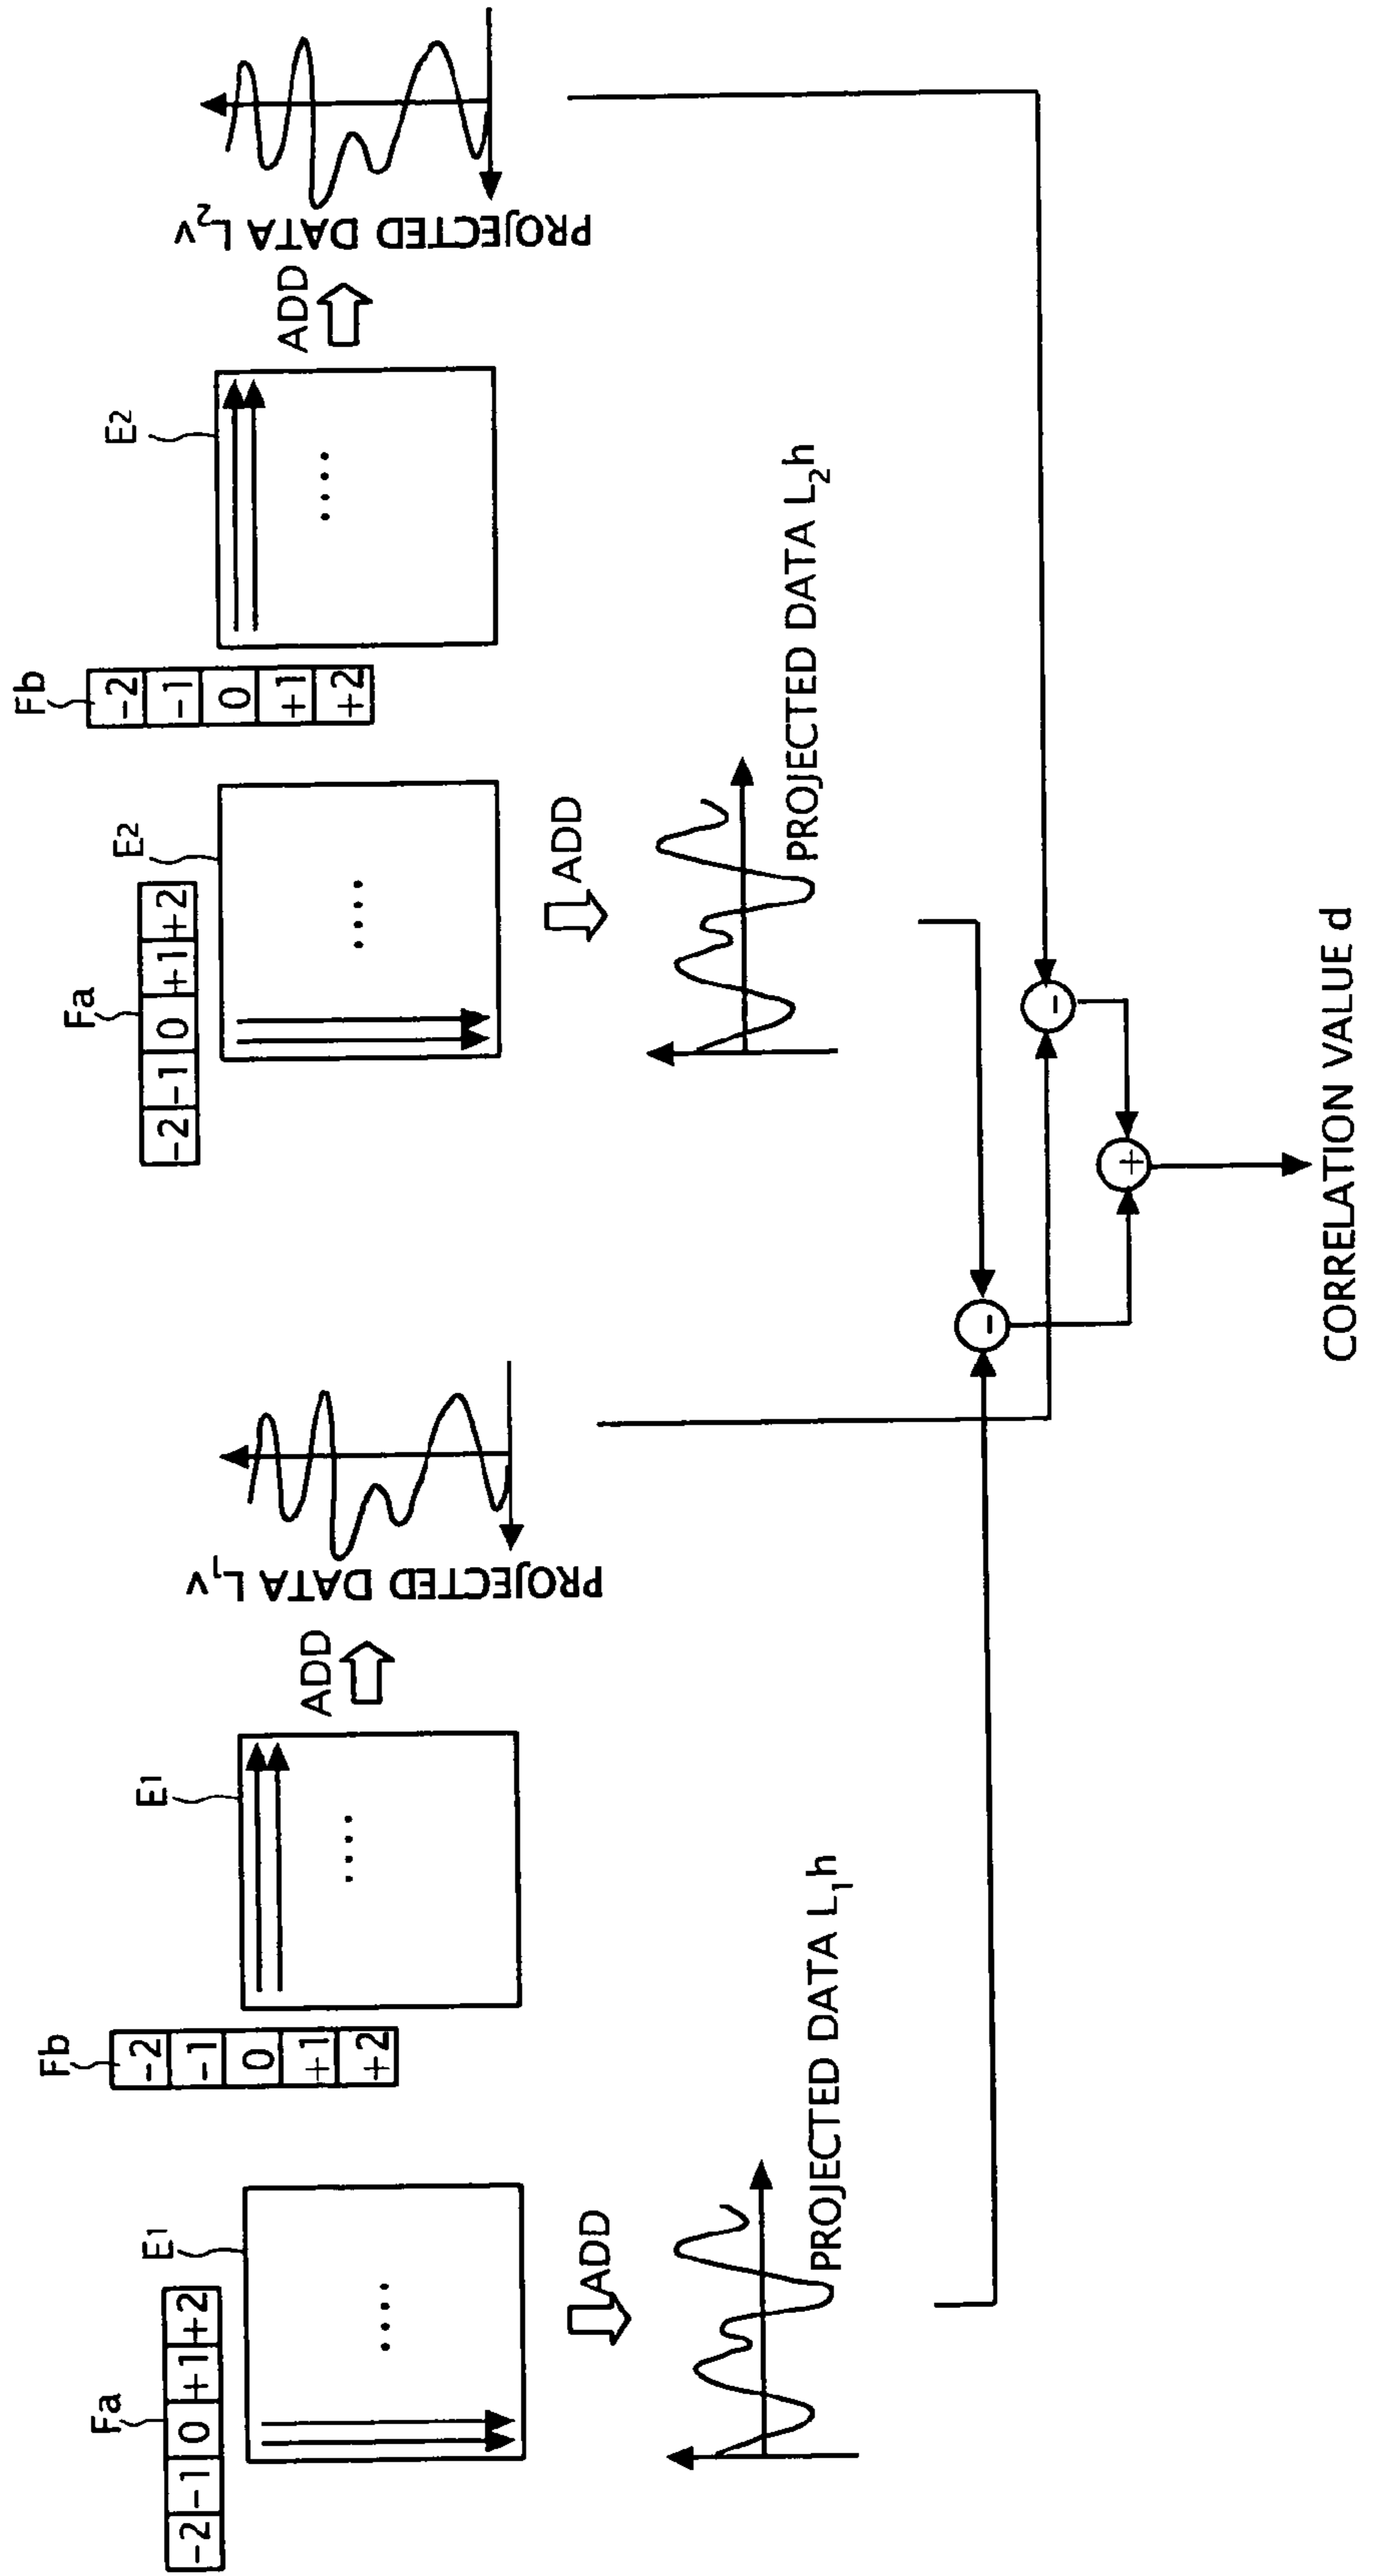 Fa
-2 -1 0 +1 +2
E1
ADD
PROJECTED DATA L1h
Fb
-2
-1
0
+1
+2
E1
ADD
PROJECTED DATA L1v
Fa
-2 -1 0 +1 +2
E2
ADD
PROJECTED DATA L2h
Fb
-2
-1
0
+1
+2
E2
ADD
PROJECTED DATA L2v
-
-
+
CORRELATION VALUE d